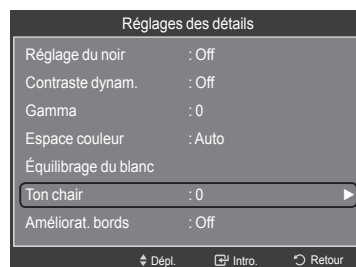 Réglages des détails
Réglage du noir : Off
Contraste dynam. : Off
Gamma : 0
Espace couleur : Auto
Équilibrage du blanc
Ton chair : 0 ►
Améliorat. bords : Off
Dépl. Intro. Retour